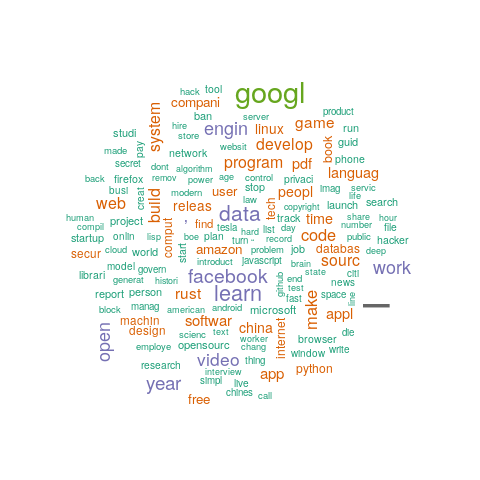 hack tool
googl
compani
product
ban server
hire
linux game run
system engin
studi store
book guid
made pay network websit develop
secret dont algorithm program pdf phone
back firefox remov power age control privaci languag
busl creat build modern user stop peopl lmag servic
web releas law tech copyright life search
human , data track time launch share hour
compil project find tesla list day number file
startup onlin lisp comput boe plan hard code public hacker
turn - record
secur cloud world start amazon problem job databas deep
introduct javascript sourc
librari model govern facebook brain state citi work
generat histori github end news
report person rust learn test make space line —
manag fast
block american android microsoft appl
machin softwar china
open design scienc text worker internet browser die
employe opensourc chang window write
research video thing
interview app python
year simpl live
chines call
free